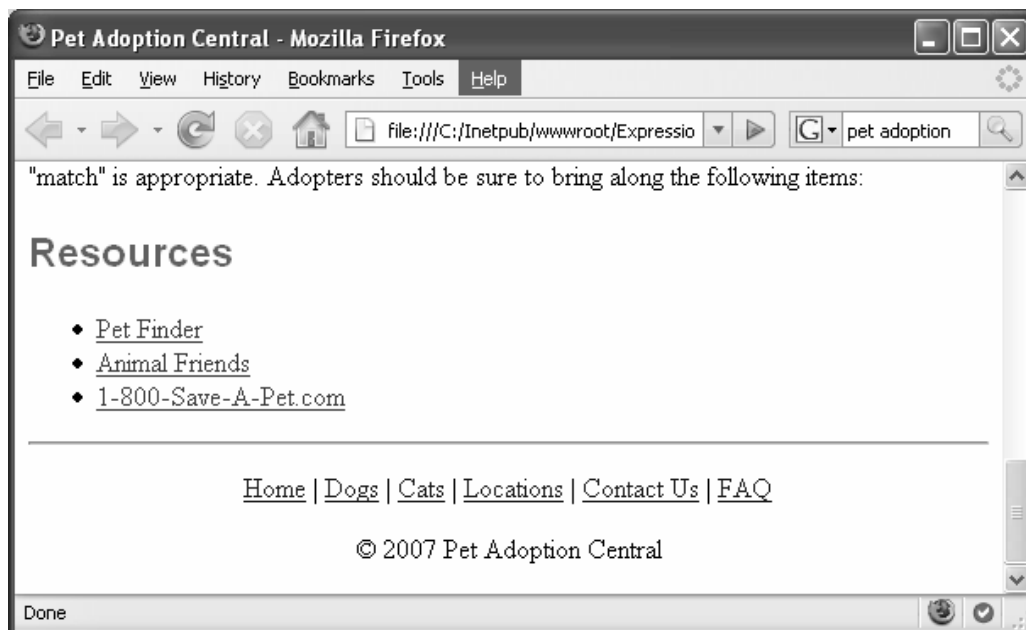 Pet Adoption Central - Mozilla Firefox
File Edit View History Bookmarks Tools Help
file:///C:/Inetpub/wwwroot/Expressio G pet adoption
"match" is appropriate. Adopters should be sure to bring along the following items:
Resources
• Pet Finder
• Animal Friends
• 1-800-Save-A-Pet.com
Home | Dogs | Cats | Locations | Contact Us | FAQ
© 2007 Pet Adoption Central
Done